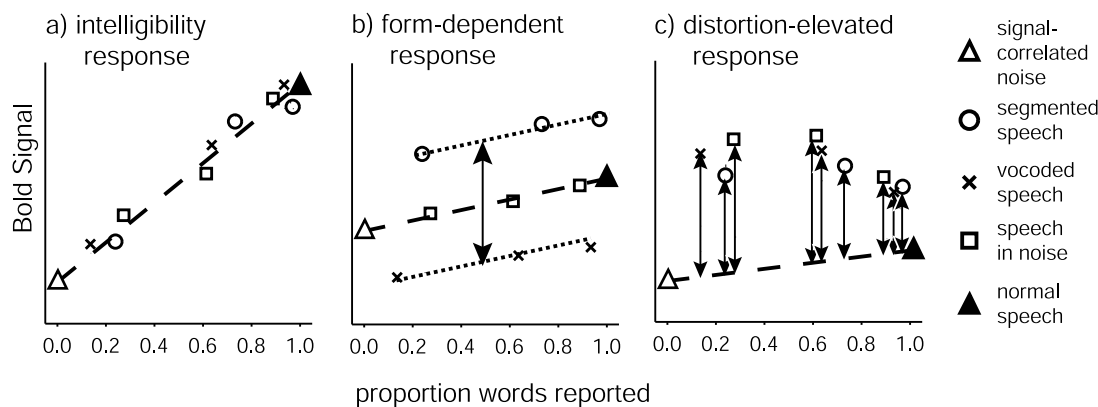 a) intelligibility
response
b) form-dependent
response
c) distortion-elevated
response
Bold Signal
0.0 0.2 0.4 0.6 0.8 1.0
0.0 0.2 0.4 0.6 0.8 1.0
0.0 0.2 0.4 0.6 0.8 1.0
proportion words reported
signal-
correlated
noise
segmented
speech
vocoded
speech
speech
in noise
normal
speech